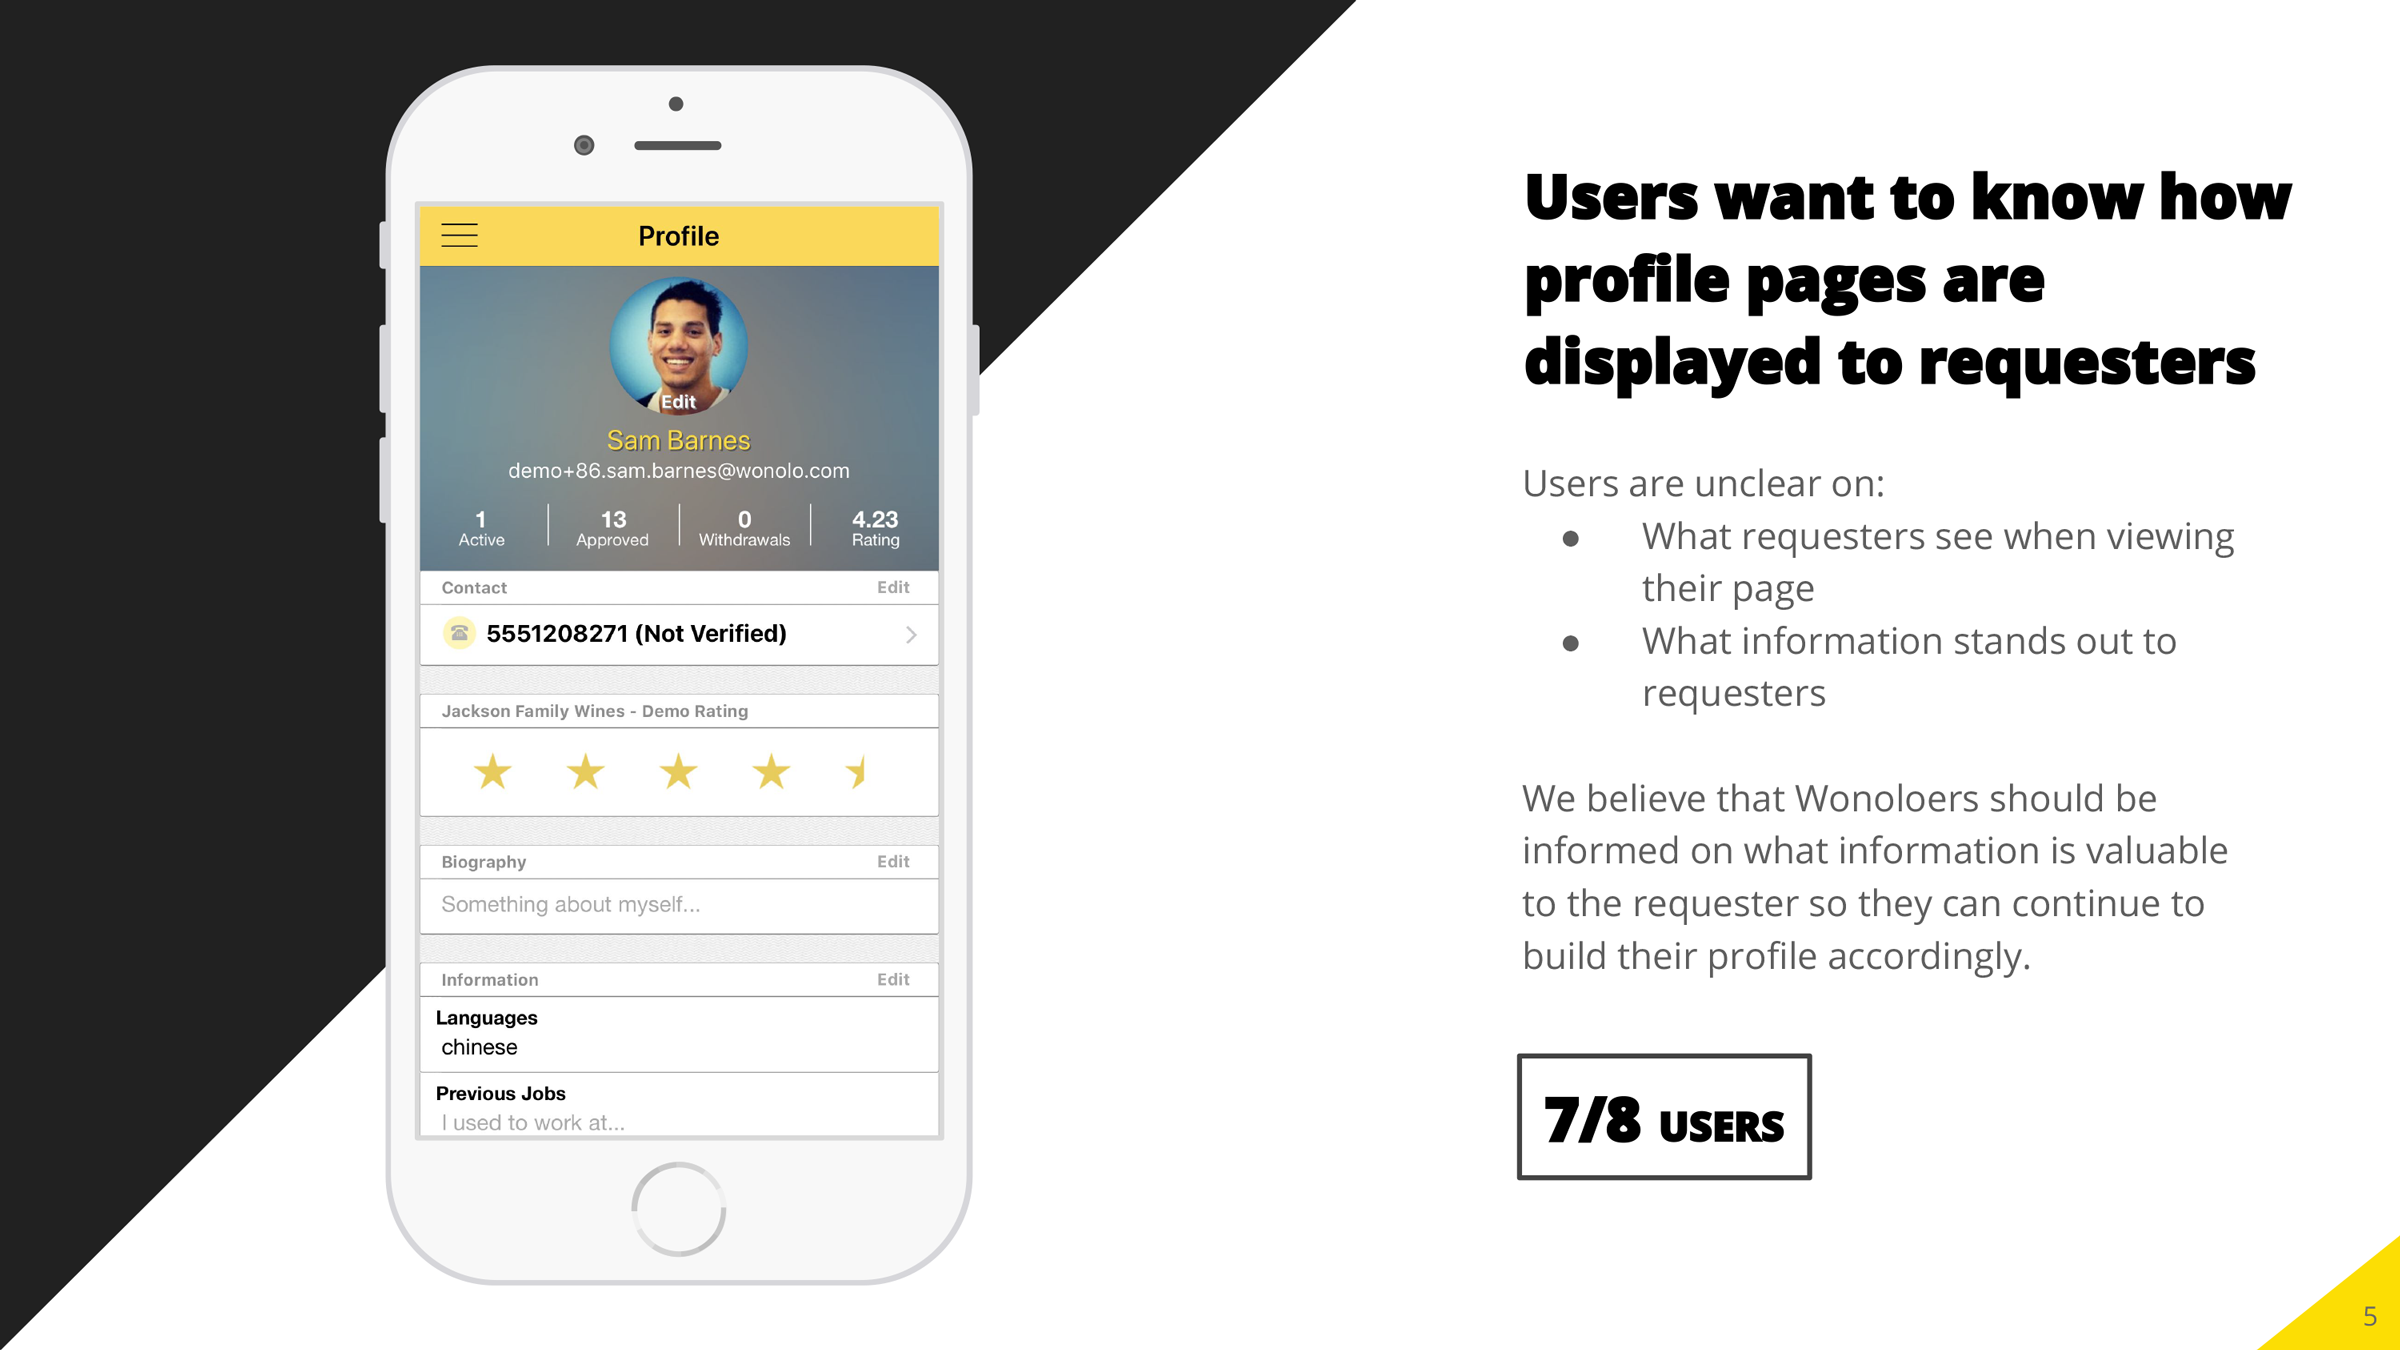 Profile
Edit
Sam Barnes
demo+86.sam.barnes@wonolo.com
1 13 0 4.23
Active Approved Withdrawals Rating
Contact Edit
5551208271 (Not Verified)
Jackson Family Wines - Demo Rating
Biography Edit
Something about myself...
Information Edit
Languages
chinese
Previous Jobs
I used to work at...
Users want to know how
profile pages are
displayed to requesters
Users are unclear on:
● What requesters see when viewing
their page
● What information stands out to
requesters
We believe that Wonoloers should be
informed on what information is valuable
to the requester so they can continue to
build their profile accordingly.
7/8 USERS
5